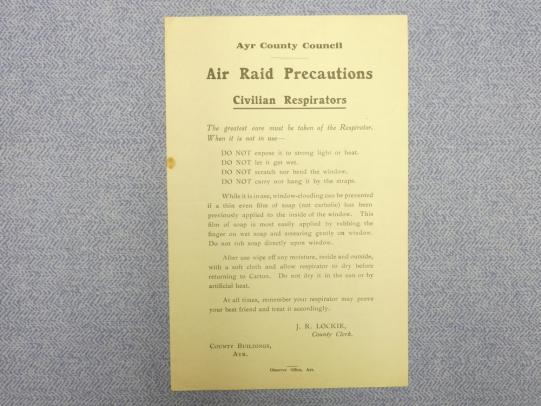 Ayr County Council
Air Raid Precautions
Civilian Respirators
The greatest care must be taken of the Respirator.
When it is not in use—
DO NOT expose it to strong light or heat.
DO NOT let it get wet.
DO NOT scratch nor bend the window.
DO NOT carry nor hang it by the straps.
While it is in use, window-clouding can be prevented
if a thin even film of soap (not carbolic) has been
previously applied to the inside of the window. This
film of soap is most easily applied by rubbing the
finger on wet soap and smearing gently on window.
Do not rub soap directly upon window.
After use wipe off any moisture, inside and outside,
with a soft cloth and allow respirator to dry before
returning to Carton. Do not dry it in the sun or by
artificial heat.
At all times, remember your respirator may prove
your best friend and treat it accordingly.
J. R. LOCKIE,
County Clerk.
County Buildings,
Ayr.
Observer Office, Ayr.